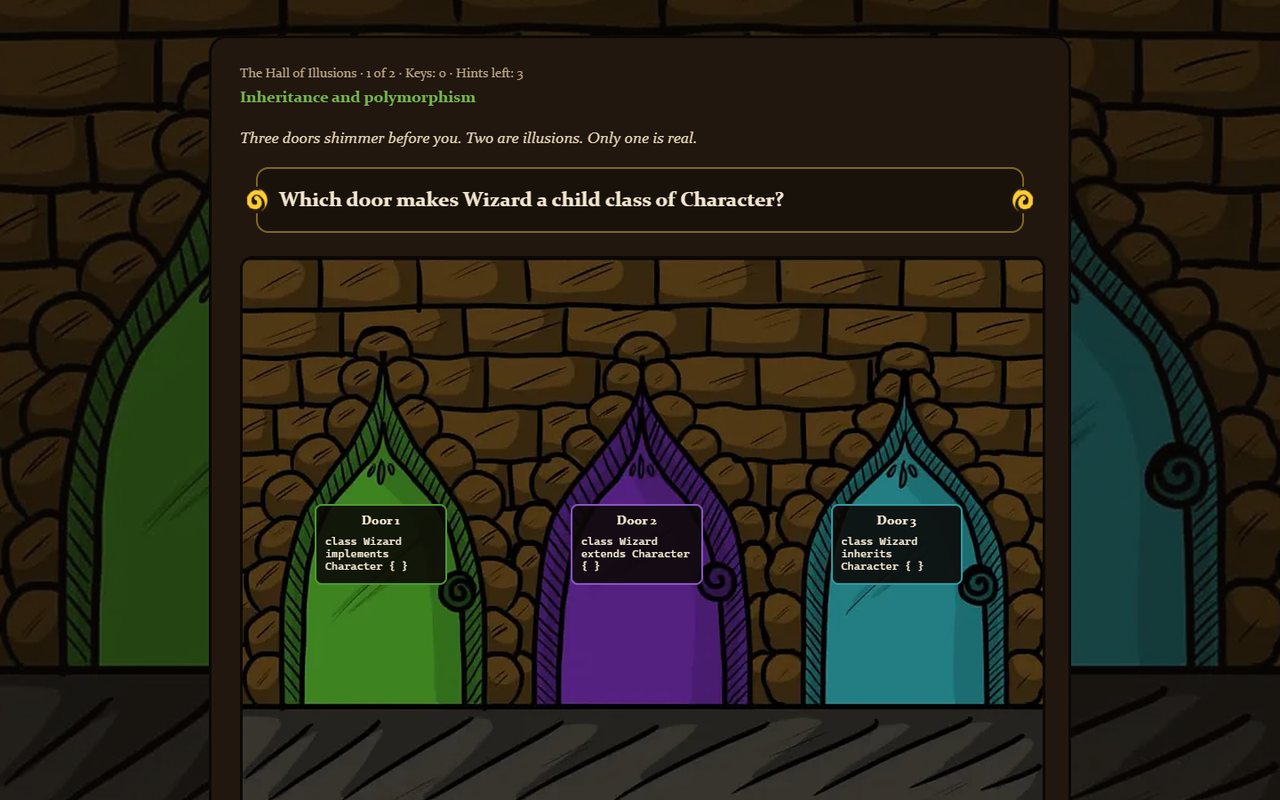 The Hall of Illusions · 1 of 2 · Keys: 0 · Hints left: 3
Inheritance and polymorphism
Three doors shimmer before you. Two are illusions. Only one is real.
Which door makes Wizard a child class of Character?
Door 1
class Wizard
implements
Character { }
Door 2
class Wizard
extends Character
{ }
Door 3
class Wizard
inherits
Character { }